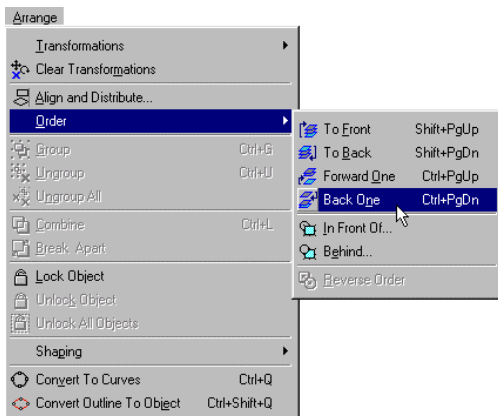 Arrange
Transformations
Clear Transformations
Align and Distribute...
Order
Group Ctrl+G
Ungroup Ctrl+U
Ungroup All
Combine Ctrl+L
Break Apart
Lock Object
Unlock Object
Unlock All Objects
Shaping
Convert To Curves Ctrl+Q
Convert Outline To Object Ctrl+Shift+Q
To Front Shift+PgUp
To Back Shift+PgDn
Forward One Ctrl+PgUp
Back One Ctrl+PgDn
In Front Of...
Behind...
Reverse Order